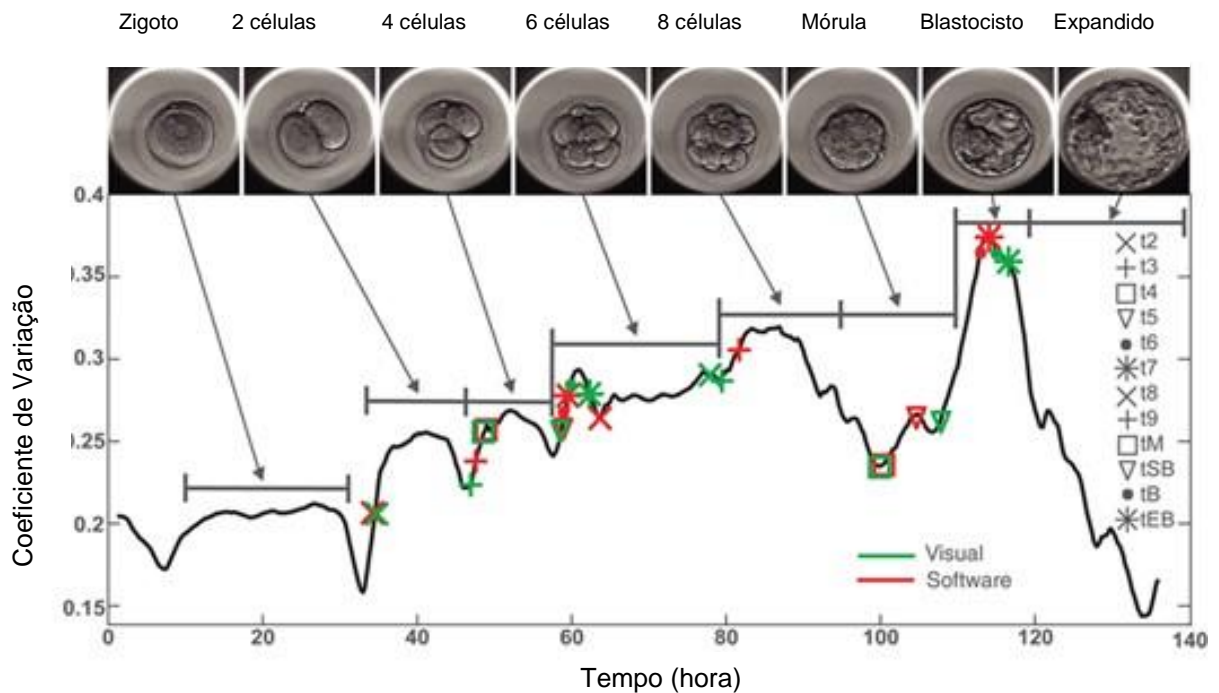 Zigoto 2 células 4 células 6 células 8 células Mórula Blastocisto Expandido
0.4
0.35
0.3
0.25
0.2
0.15
0 20 40 60 80 100 120 140
Coeficiente de Variação
Tempo (hora)
t2
t3
t4
t5
t6
t7
t8
t9
tM
tSB
tB
tEB
Visual
Software